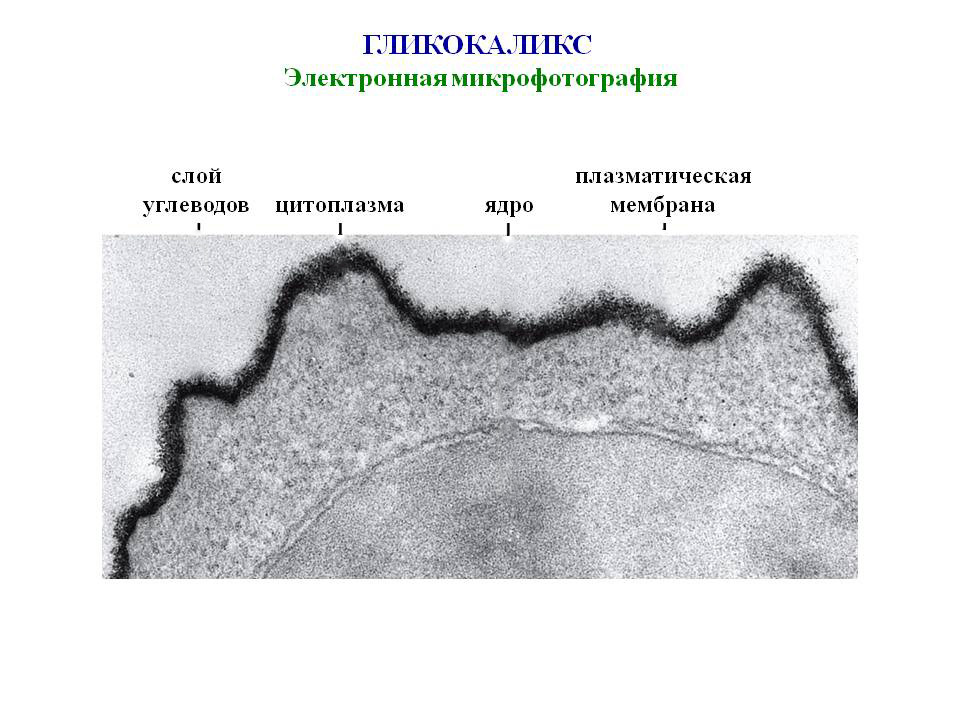 ГЛИКОКАЛИКС
Электронная микрофотография
слой
углеводов
цитоплазма
ядро
плазматическая
мембрана